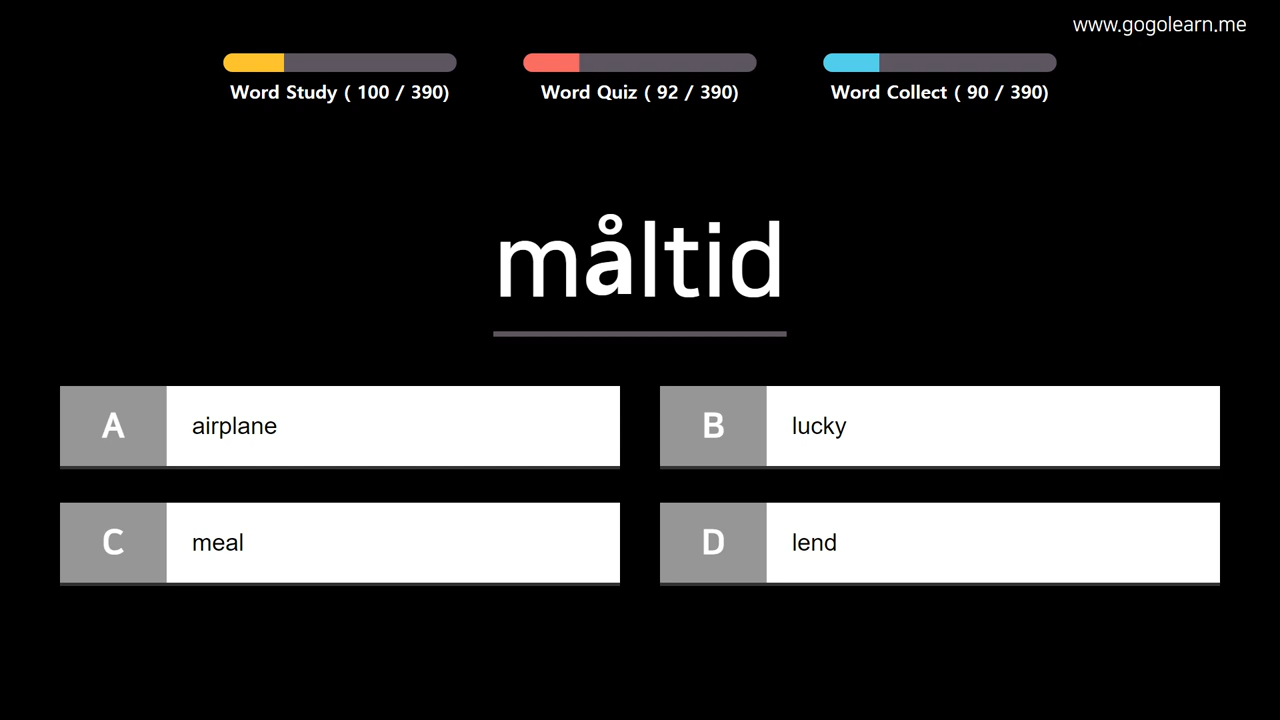 www.gogolearn.me
Word Study ( 100 / 390)
Word Quiz ( 92 / 390)
Word Collect ( 90 / 390)
måltid
A airplane
B lucky
C meal
D lend